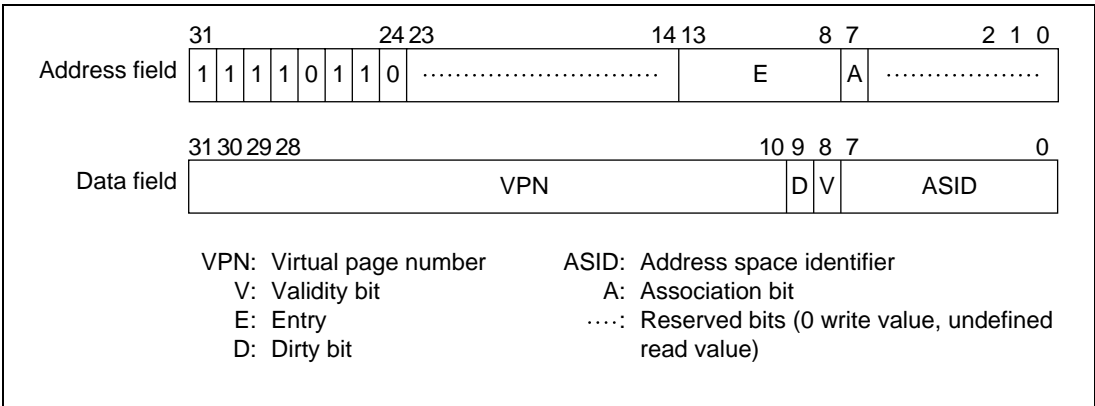 31 24 23 14 13 8 7 2 1 0
Address field 1 1 1 1 0 1 1 0 ............................. E A ...................
31 30 29 28 10 9 8 7 0
Data field VPN D V ASID
VPN: Virtual page number ASID: Address space identifier
V: Validity bit A: Association bit
E: Entry ....: Reserved bits (0 write value, undefined
D: Dirty bit read value)